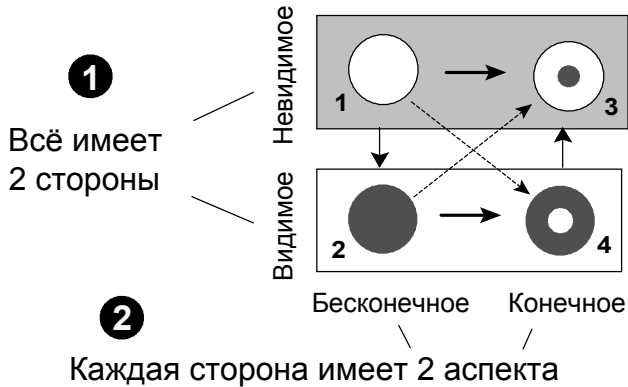 1
Всё имеет
2 стороны
Невидимое
1
3
Видимое
2
4
Бесконечное Конечное
2
Каждая сторона имеет 2 аспекта